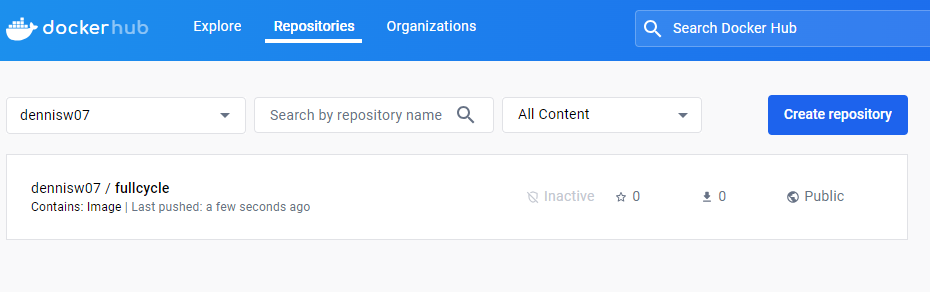 dockerhub Explore Repositories Organizations Search Docker Hub
dennisw07 Search by repository name All Content Create repository
dennisw07 / fullcycle
Contains: Image | Last pushed: a few seconds ago
Inactive 0 0 Public